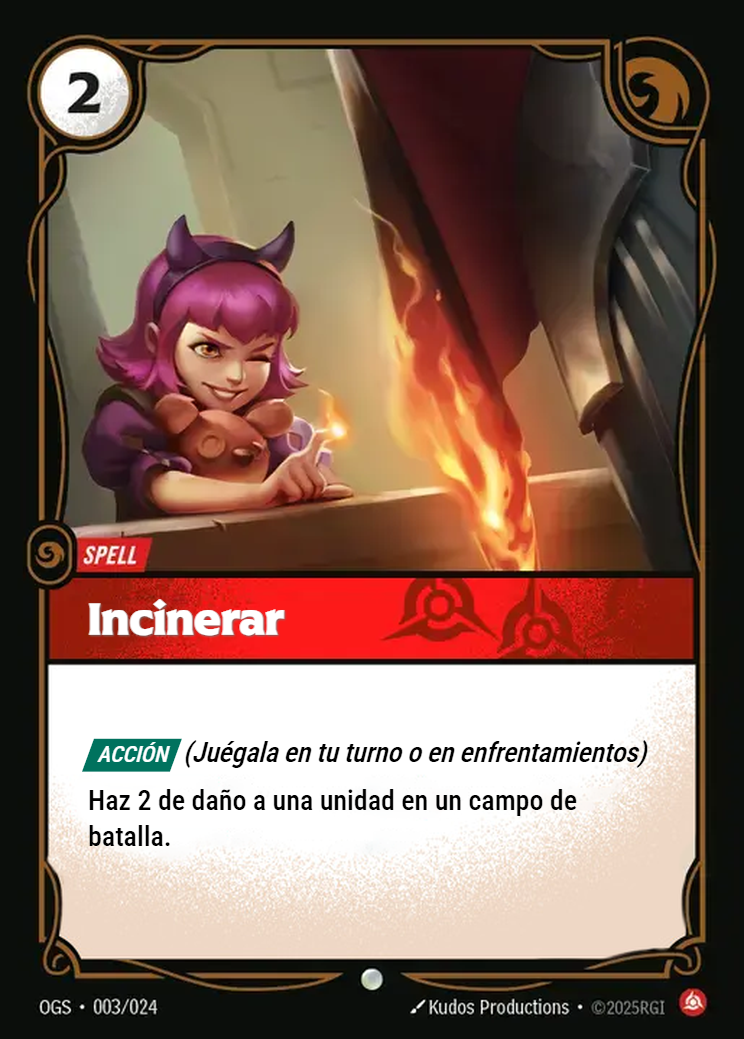 2
SPELL
Incinerar
ACCIÓN (Juégala en tu turno o en enfrentamientos)
Haz 2 de daño a una unidad en un campo de
batalla.
OGS • 003/024
Kudos Productions • ©2025RGI